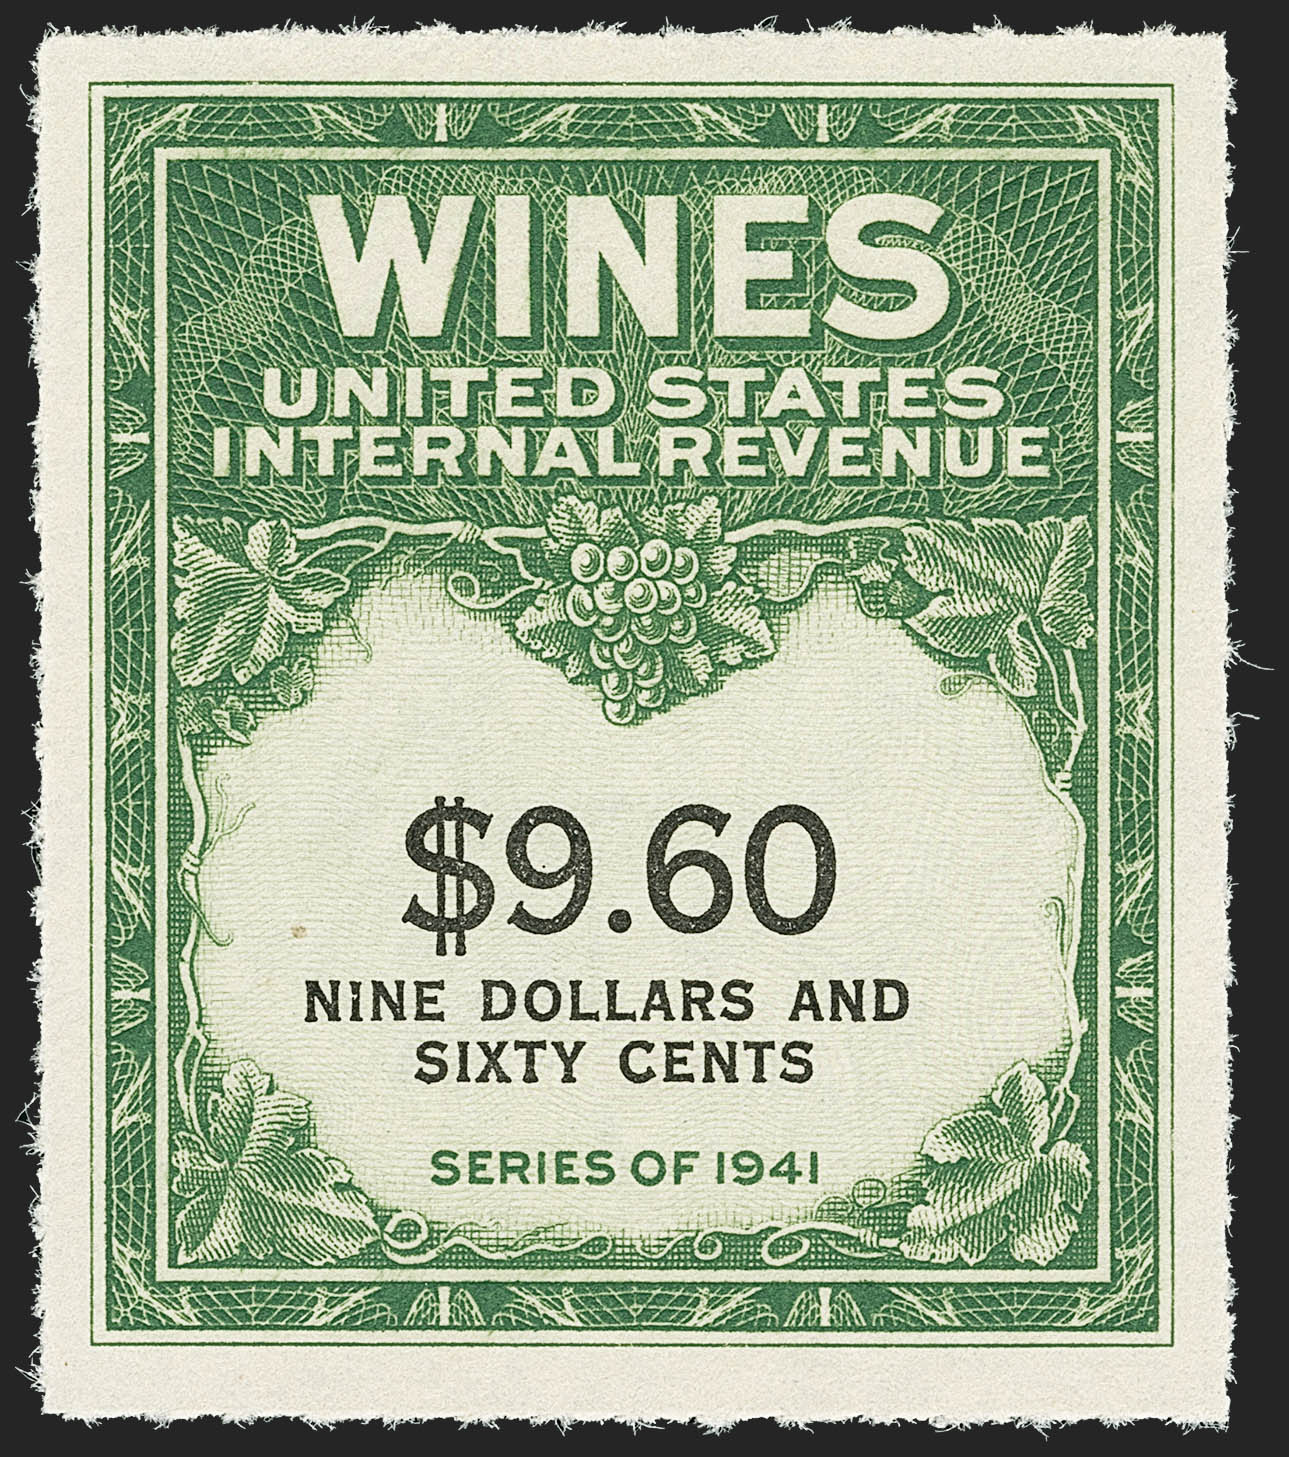 WINES
UNITED STATES
INTERNAL REVENUE
$9.60
NINE DOLLARS AND
SIXTY CENTS
SERIES OF 1941